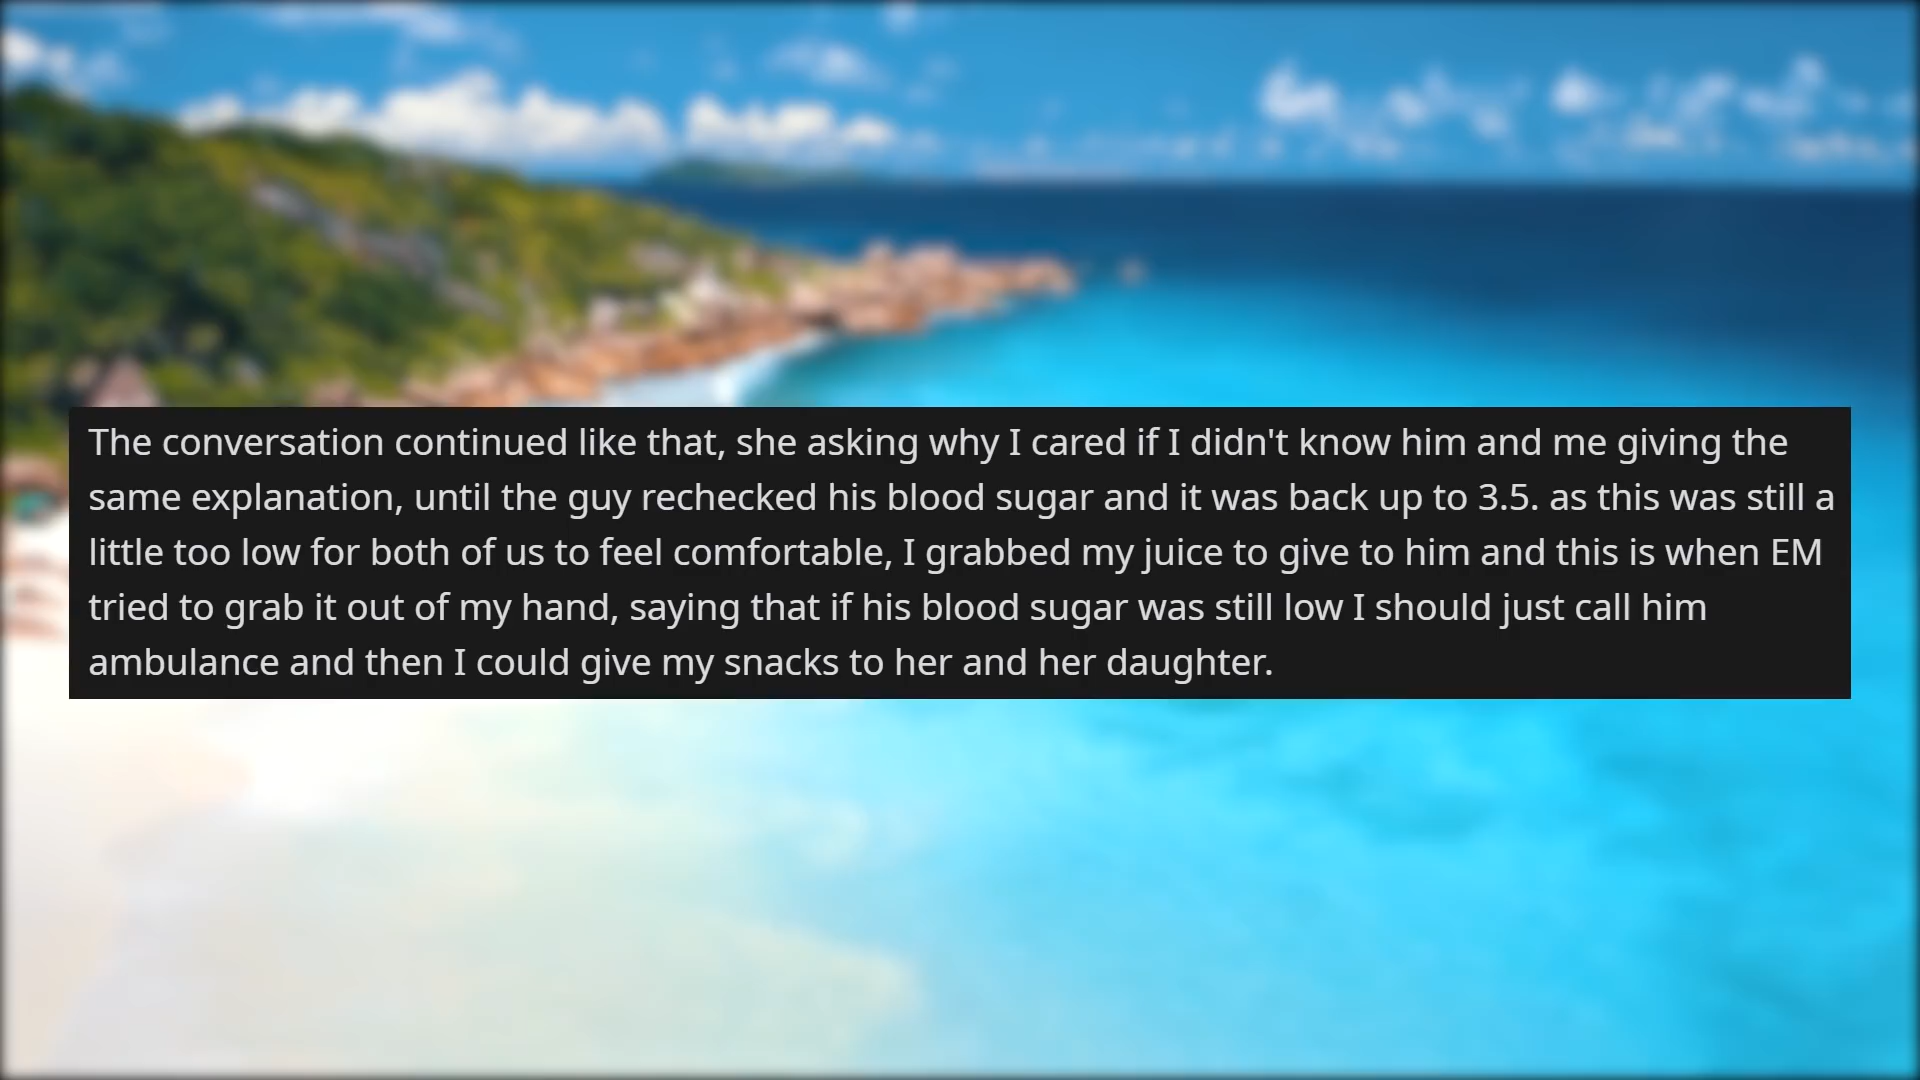 The conversation continued like that, she asking why I cared if I didn't know him and me giving the
same explanation, until the guy rechecked his blood sugar and it was back up to 3.5. as this was still a
little too low for both of us to feel comfortable, I grabbed my juice to give to him and this is when EM
tried to grab it out of my hand, saying that if his blood sugar was still low I should just call him
ambulance and then I could give my snacks to her and her daughter.